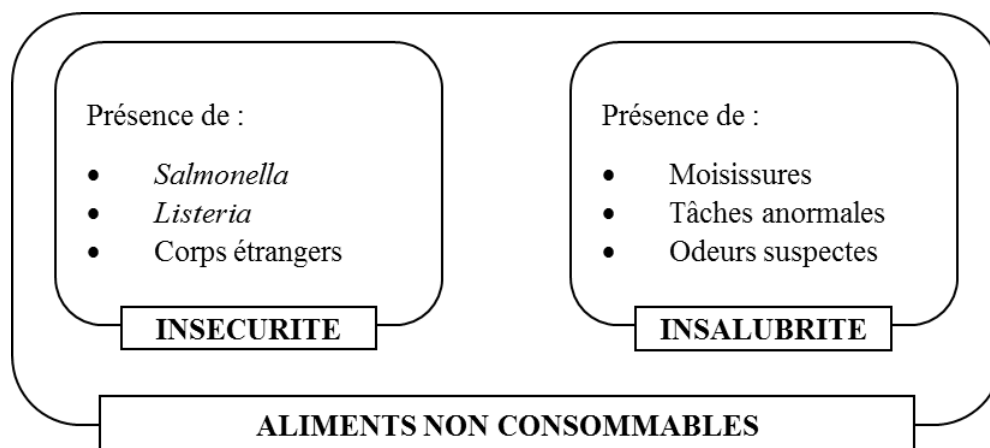 Présence de :
• Salmonella
• Listeria
• Corps étrangers
INSECURITE
Présence de :
• Moisissures
• Tâches anormales
• Odeurs suspectes
INSALUBRITE
ALIMENTS NON CONSOMMABLES